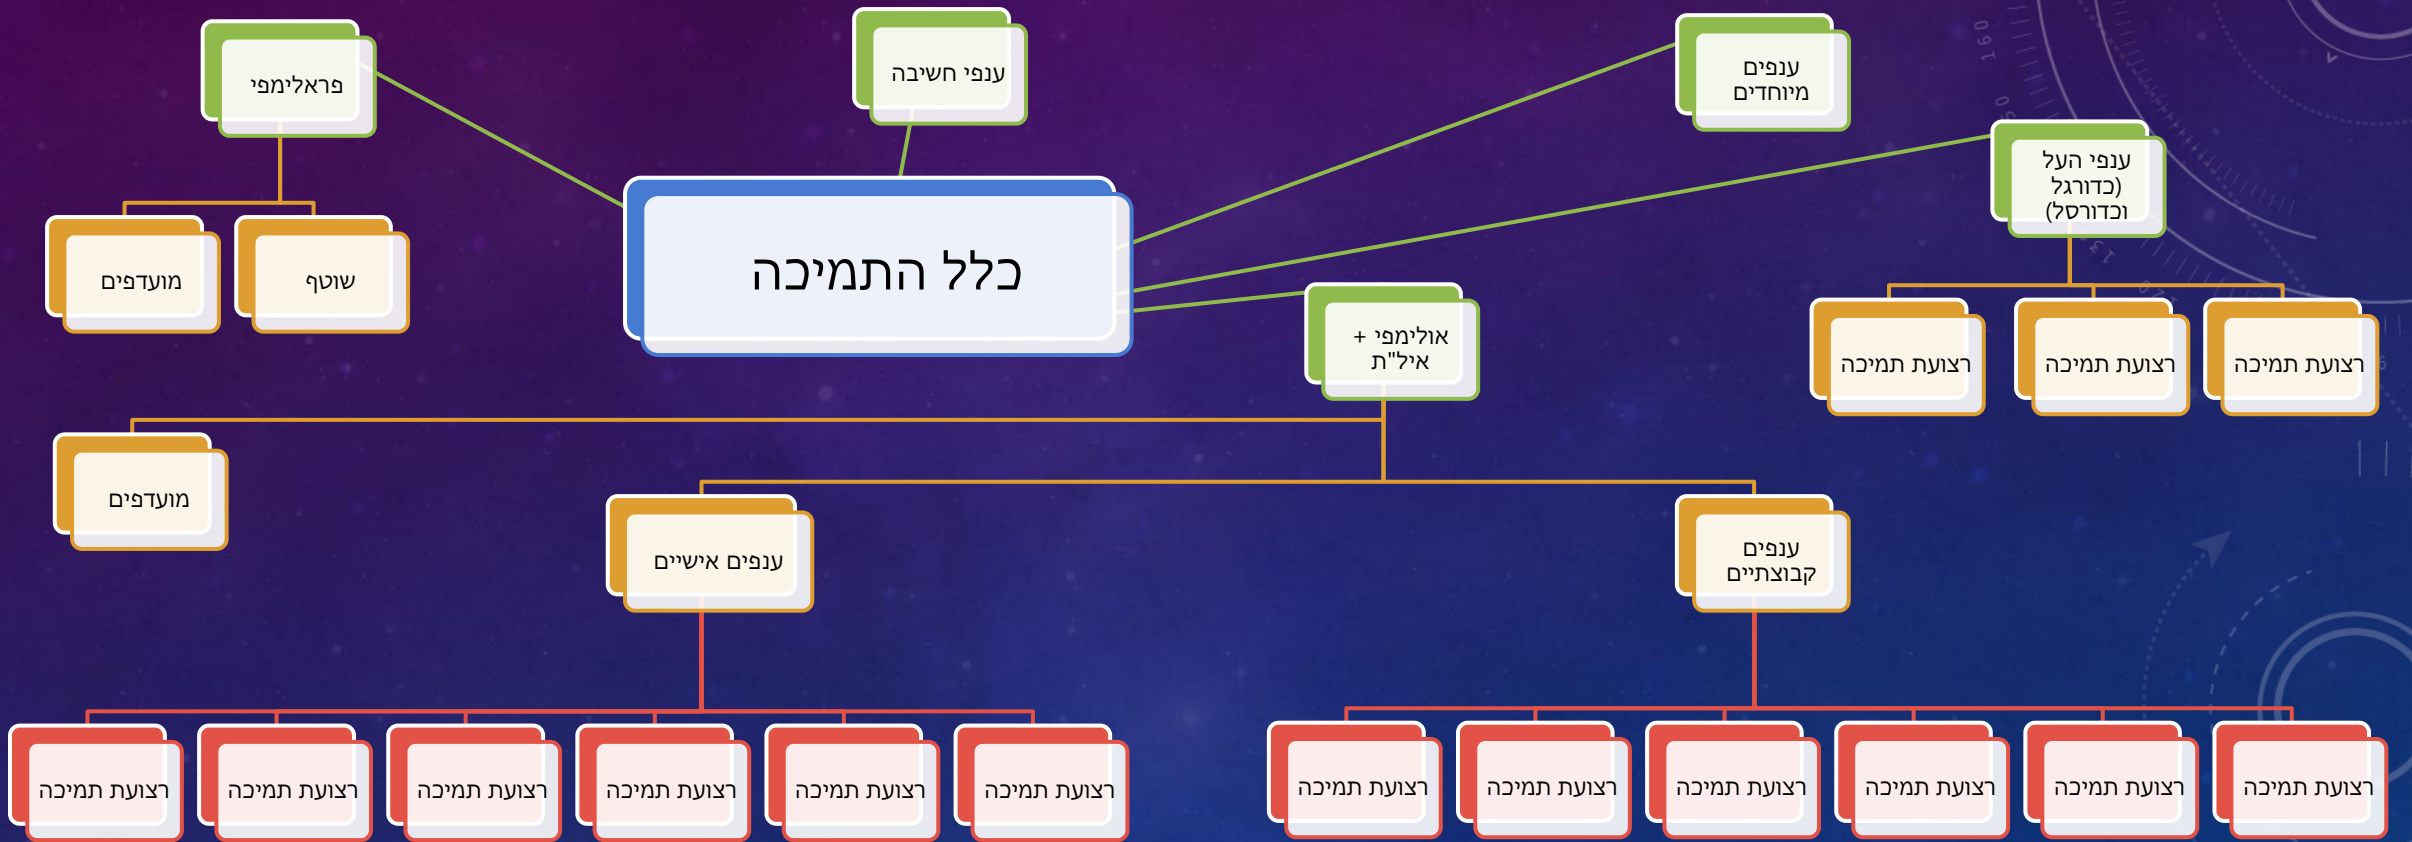 כלל התמיכה
ענפים
מיוחדים
ענפי חשיבה
פראלימפי
ענפי העל
(כדורגל
וכדורסל)
שוטף
מועדפים
אולימפי +
איל"ת
רצועת תמיכה
רצועת תמיכה
רצועת תמיכה
ענפים
קבוצתיים
ענפים אישיים
מועדפים
רצועת תמיכה
רצועת תמיכה
רצועת תמיכה
רצועת תמיכה
רצועת תמיכה
רצועת תמיכה
רצועת תמיכה
רצועת תמיכה
רצועת תמיכה
רצועת תמיכה
רצועת תמיכה
רצועת תמיכה
160